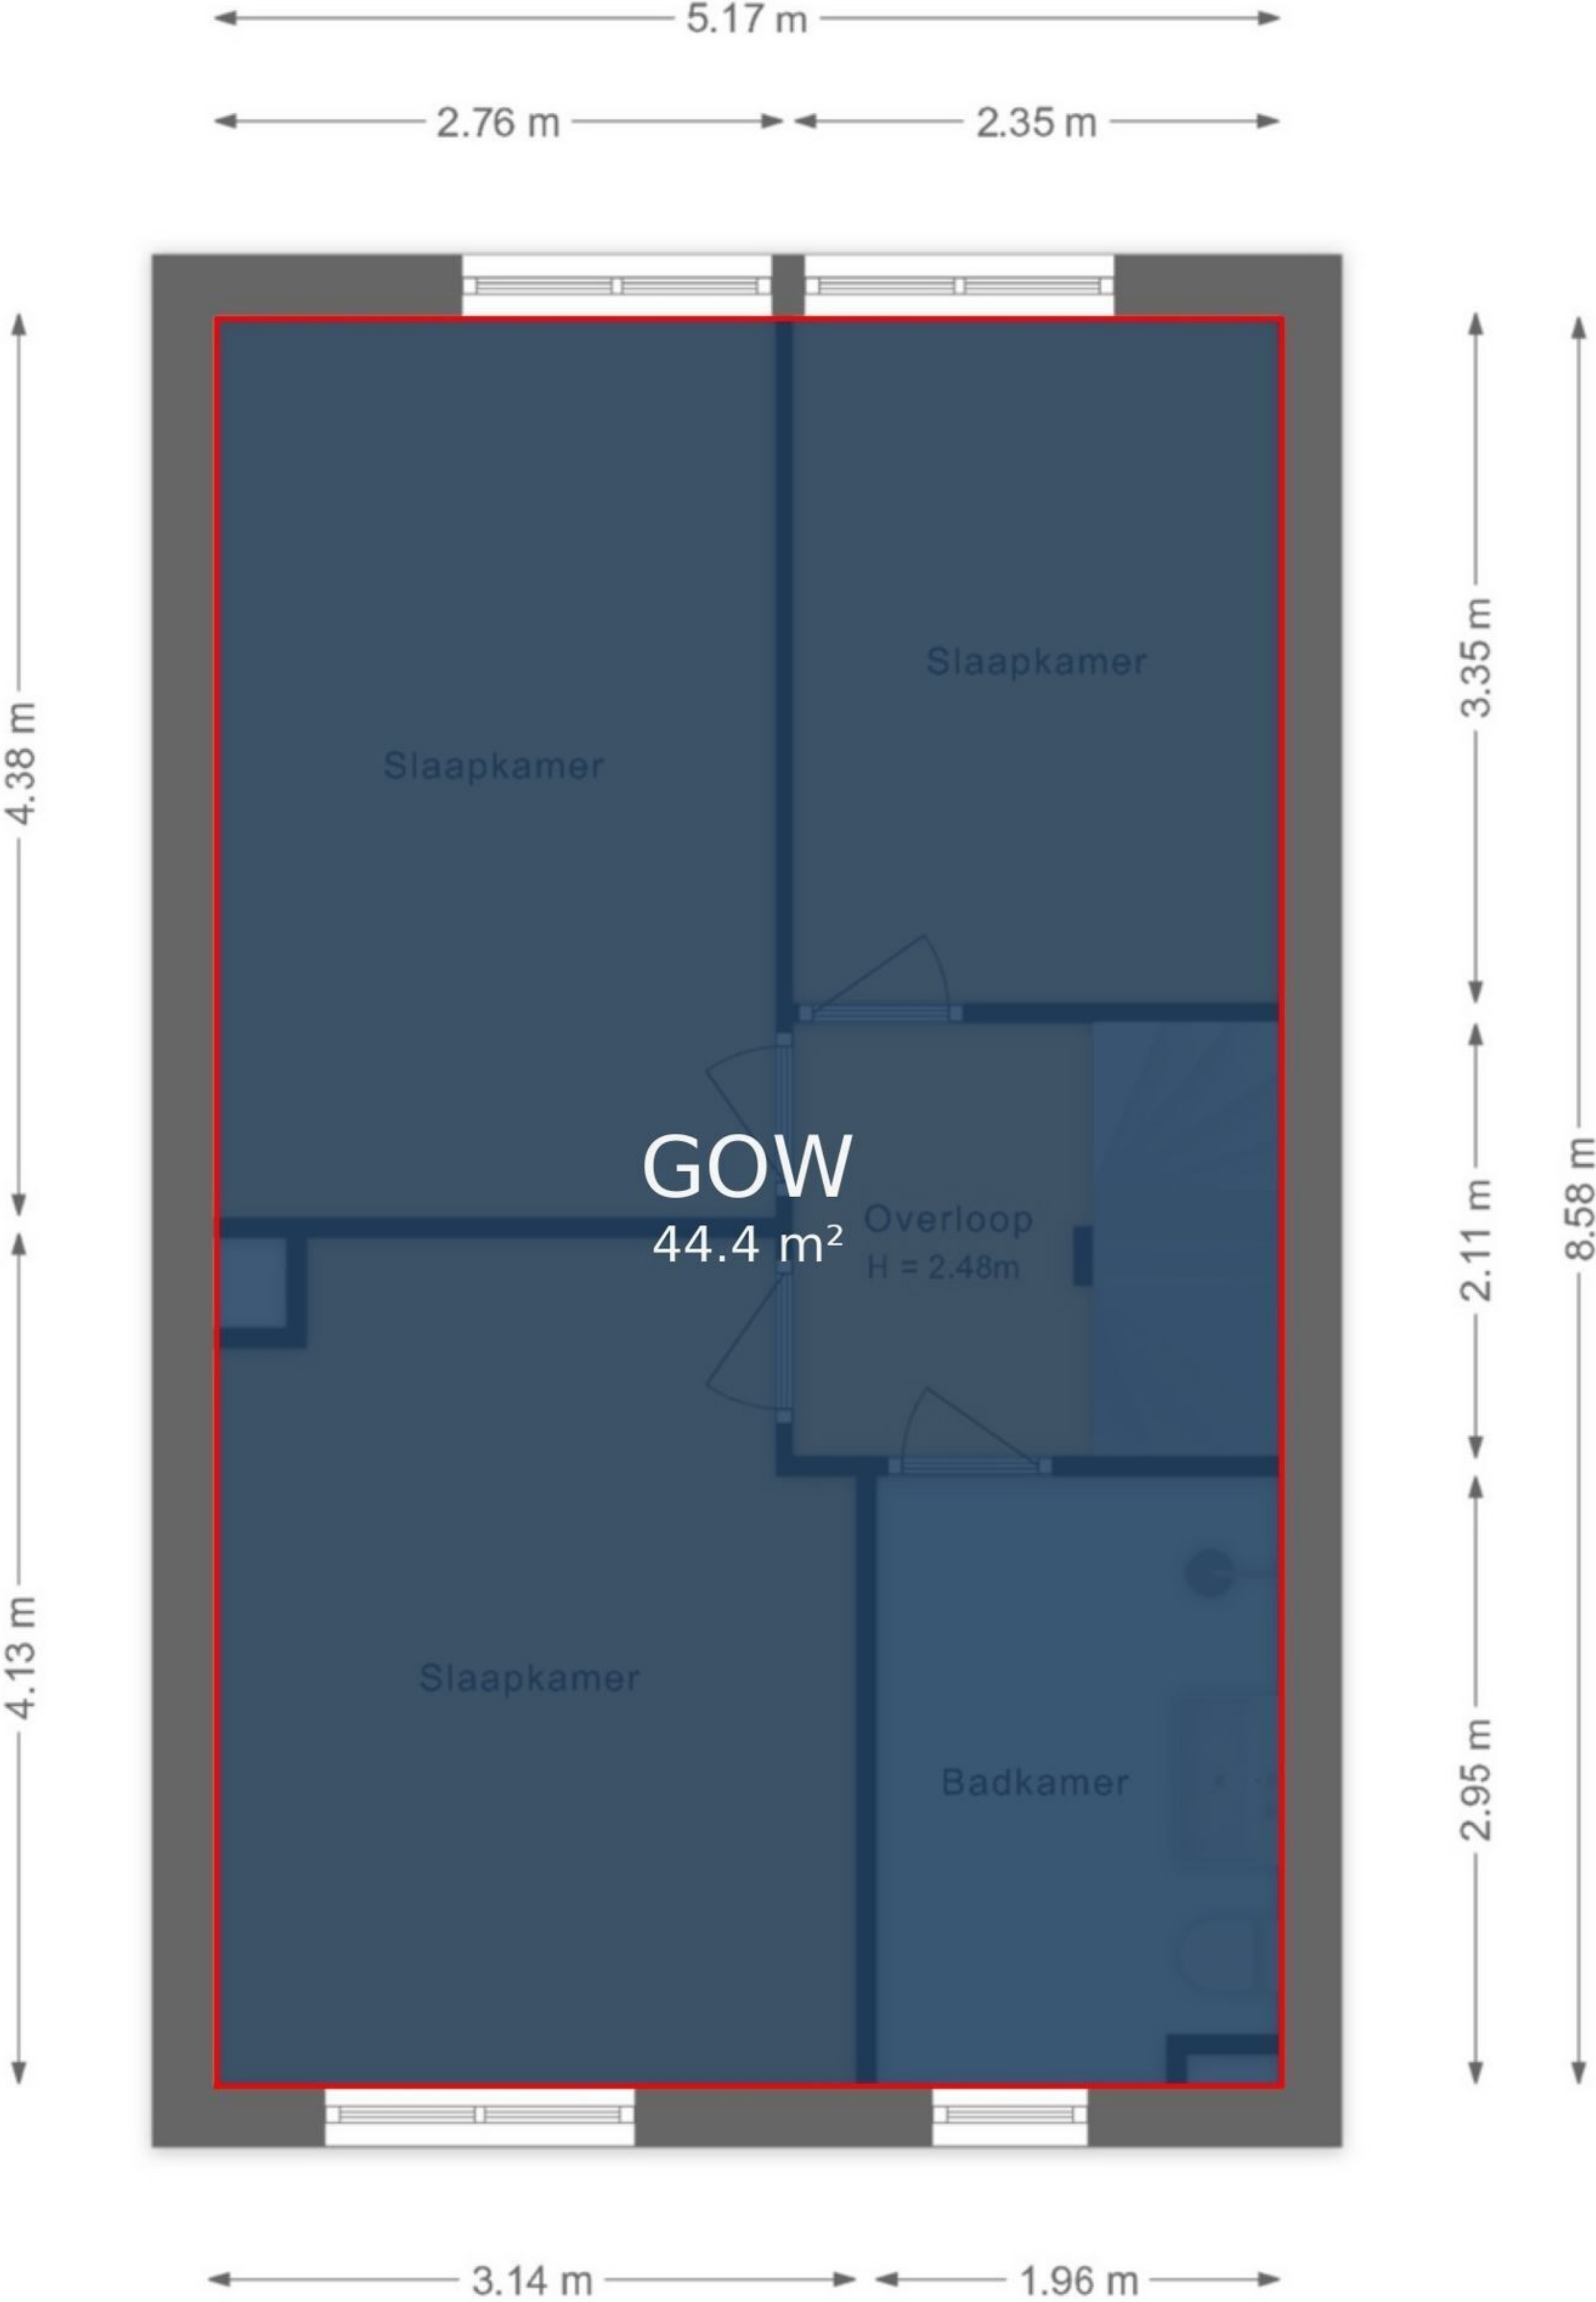 5.17 m
2.76 m
2.35 m
Slaapkamer
3.35 m
Slaapkamer
4.38 m
GOW
44.4 m²
Overloop
H = 2.48m
2.11 m
8.58 m
4.13 m
Slaapkamer
Badkamer
2.95 m
3.14 m
1.96 m